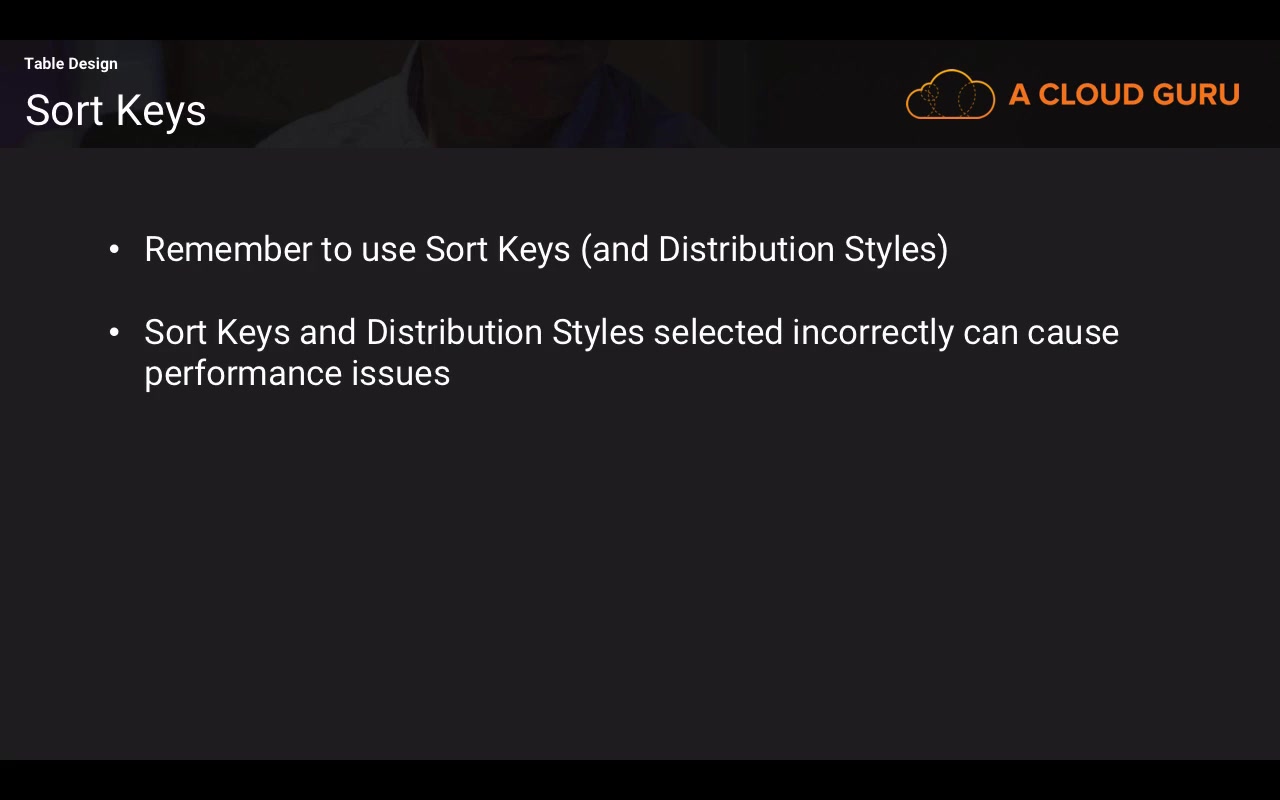 Table Design
Sort Keys
A CLOUD GURU
• Remember to use Sort Keys (and Distribution Styles)
• Sort Keys and Distribution Styles selected incorrectly can cause
performance issues